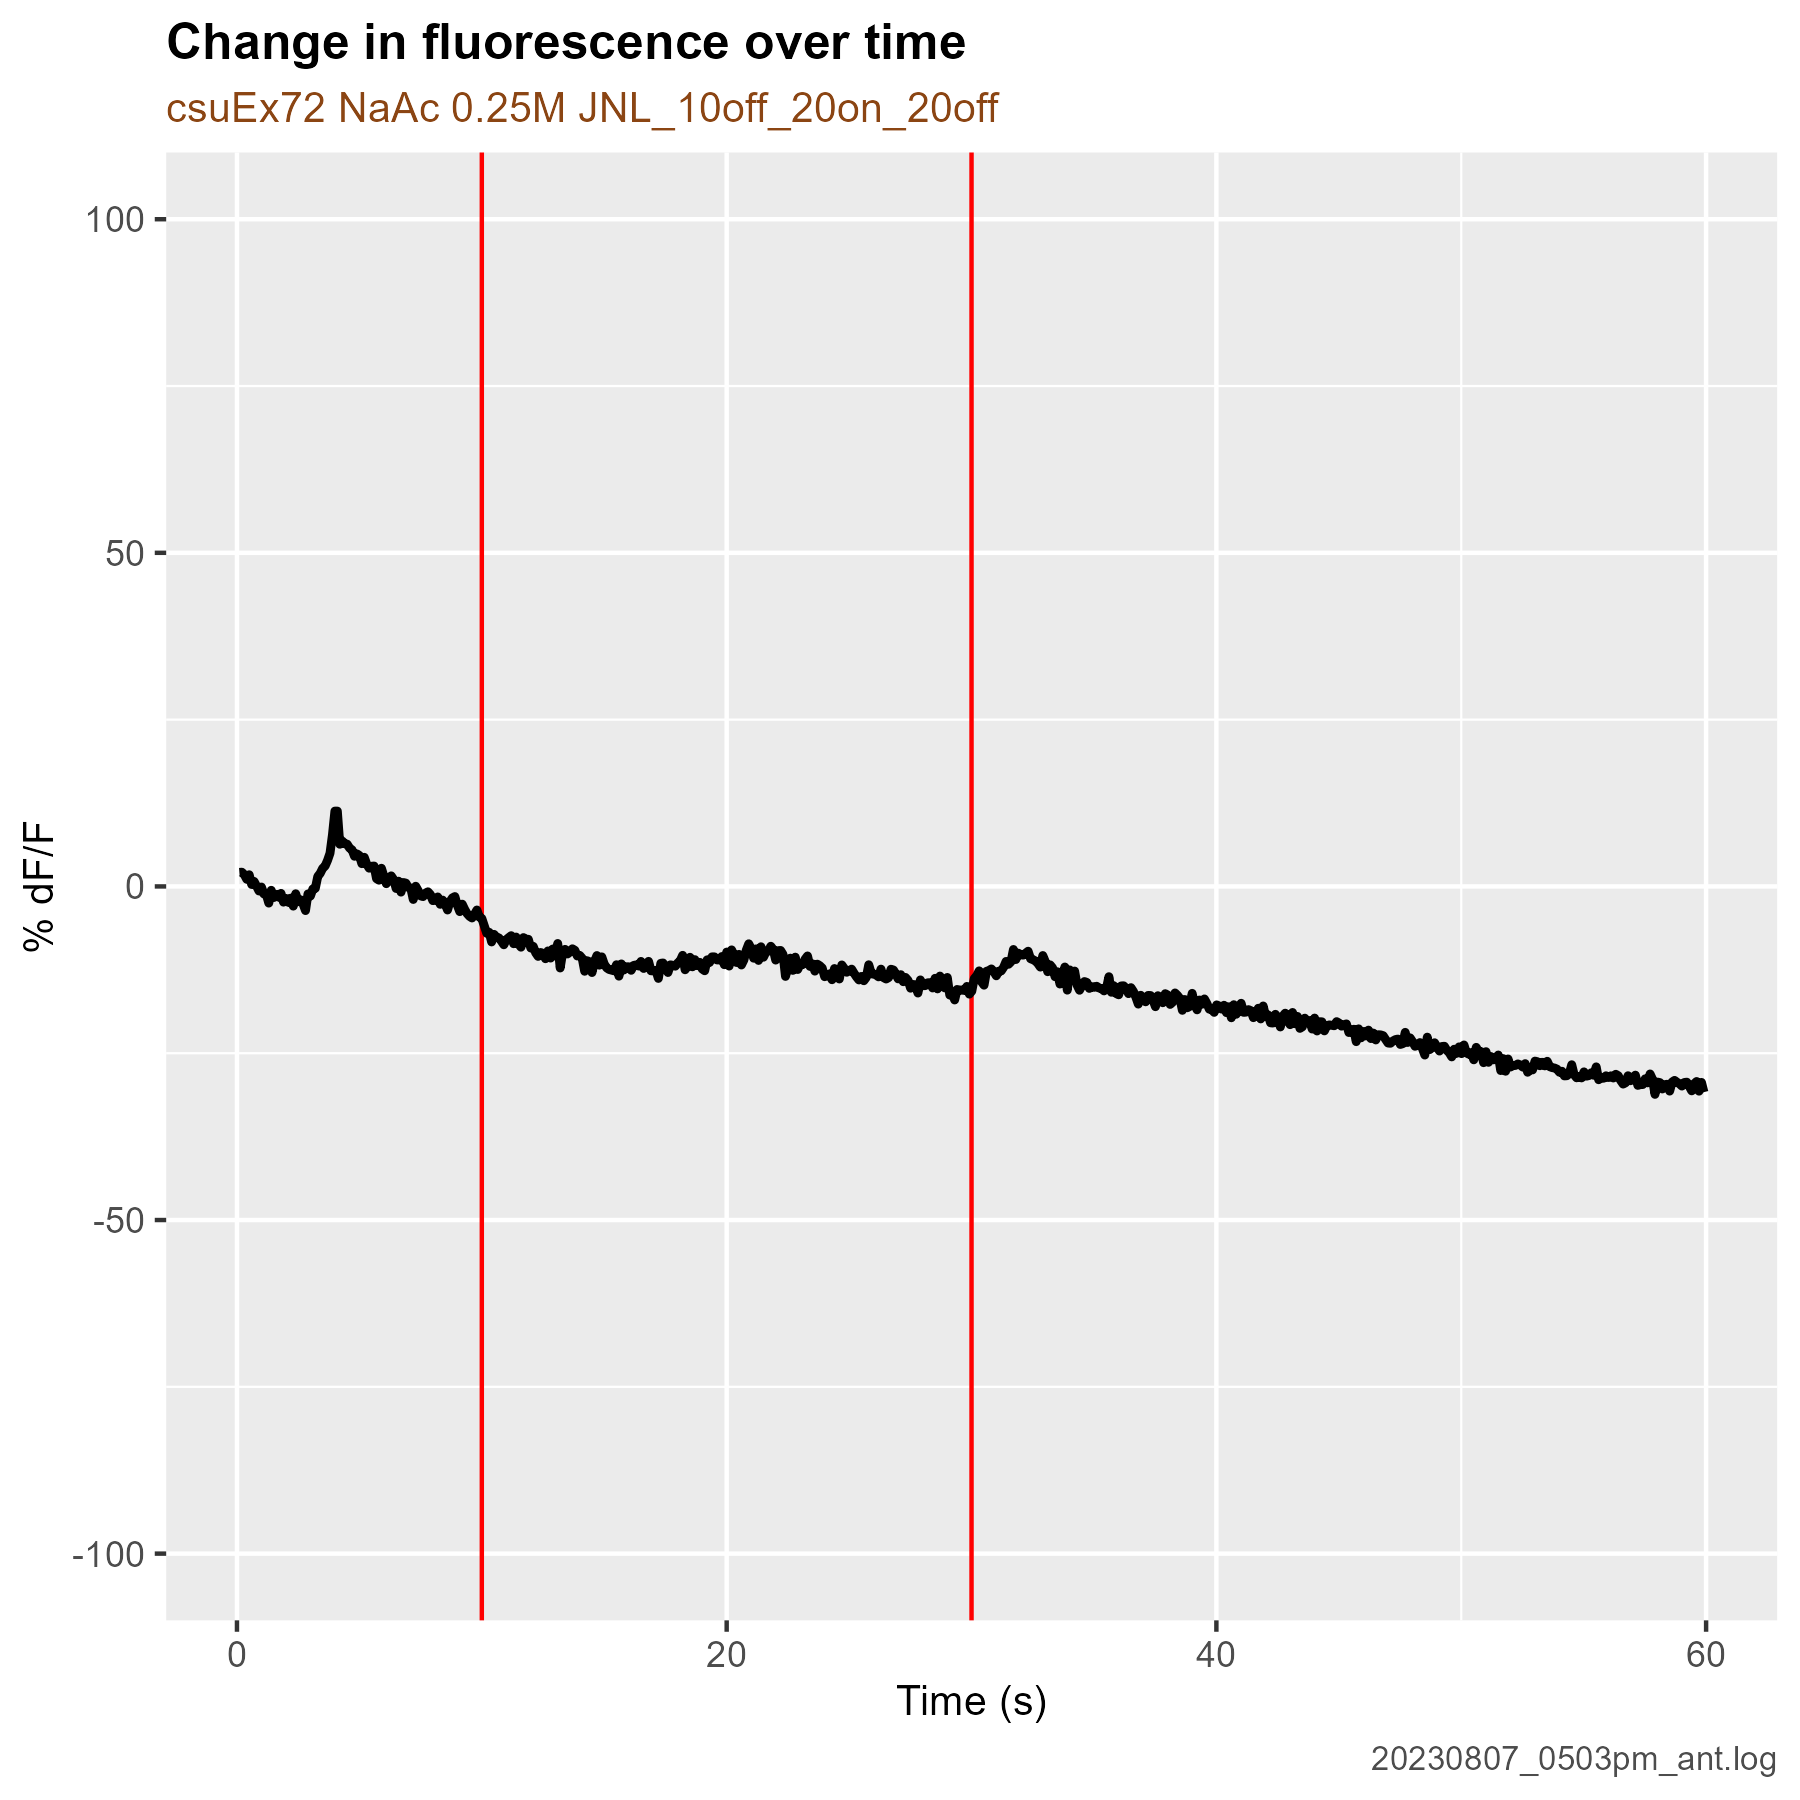 Change in fluorescence over time
csuEx72 NaAc 0.25M JNL_10off_20on_20off
100
50
0
-50
-100
% dF/F
0 20 40 60
Time (s)
20230807_0503pm_ant.log